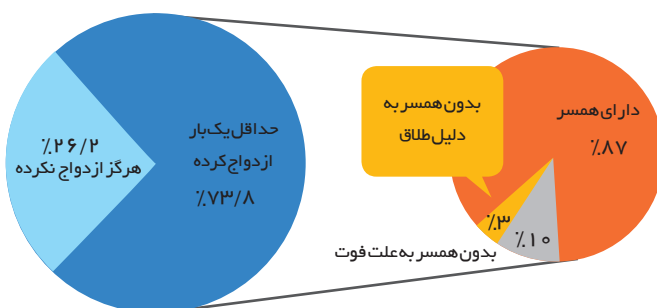 حداقل یک بار
ازدواج کرده
٪۷۳/۸
٪۲۶/۲
هرگز ازدواج نکرده
دارای همسر
٪۸۷
بدون همسر به
دلیل طلاق
٪۳
٪۱۰
بدون همسر به علت فوت